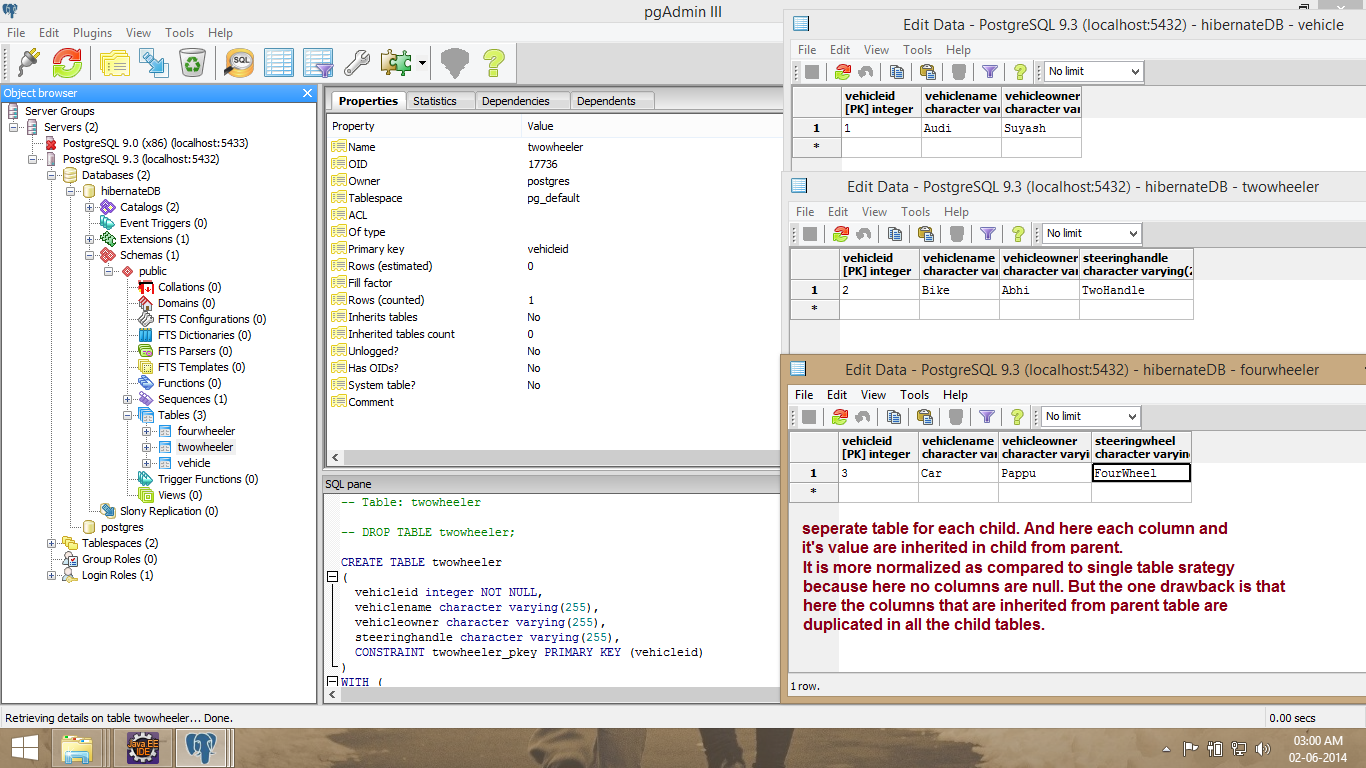 pgAdmin III
File Edit Plugins View Tools Help
Object browser
Server Groups
Servers (2)
PostgreSQL 9.0 (x86) (localhost:5433)
PostgreSQL 9.3 (localhost:5432)
Databases (2)
hibernateDB
Catalogs (2)
Event Triggers (0)
Extensions (1)
Schemas (1)
public
Collations (0)
Domains (0)
FTS Configurations (0)
FTS Dictionaries (0)
FTS Parsers (0)
FTS Templates (0)
Functions (0)
Sequences (1)
Tables (3)
fourwheeler
twowheeler
vehicle
Trigger Functions (0)
Views (0)
Slony Replication (0)
postgres
Tablespaces (2)
Group Roles (0)
Login Roles (1)
Properties Statistics Dependencies Dependents
Property Value
Name twowheeler
OID 17736
Owner postgres
Tablespace pg_default
ACL
Of type
Primary key vehicleid
Rows (estimated) 0
Fill factor
Rows (counted) 1
Inherits tables No
Inherited tables count 0
Unlogged? No
Has OIDs? No
System table? No
Comment
SQL pane
-- Table: twowheeler
-- DROP TABLE twowheeler;
CREATE TABLE twowheeler
(
vehicleid integer NOT NULL,
vehiclename character varying(255),
vehicleowner character varying(255),
steeringhandle character varying(255),
CONSTRAINT twowheeler_pkey PRIMARY KEY (vehicleid)
)
WITH (
Edit Data - PostgreSQL 9.3 (localhost:5432) - hibernateDB - vehicle
File Edit View Tools Help
SQL
No limit
vehicleid vehiclename vehicleowner
[PK] integer character vary character vary
1 1 Audi Suyash
*
Edit Data - PostgreSQL 9.3 (localhost:5432) - hibernateDB - twowheeler
File Edit View Tools Help
No limit
vehicleid vehiclename vehicleowner steeringhandle
[PK] integer character var character var character varying(2
1 2 Bike Abhi TwoHandle
*
Edit Data - PostgreSQL 9.3 (localhost:5432) - hibernateDB - fourwheeler
File Edit View Tools Help
No limit
vehicleid vehiclename vehicleowner steeringwheel
[PK] integer character var character varyi character varying
1 3 Car Pappu FourWheel
*
seperate table for each child. And here each column and
it's value are inherited in child from parent.
It is more normalized as compared to single table srategy
because here no columns are null. But the one drawback is that
here the columns that are inherited from parent table are
duplicated in all the child tables.
1 row.
Retrieving details on table twowheeler... Done.
0.00 secs
Java EE
IDE
03:00 AM
02-06-2014